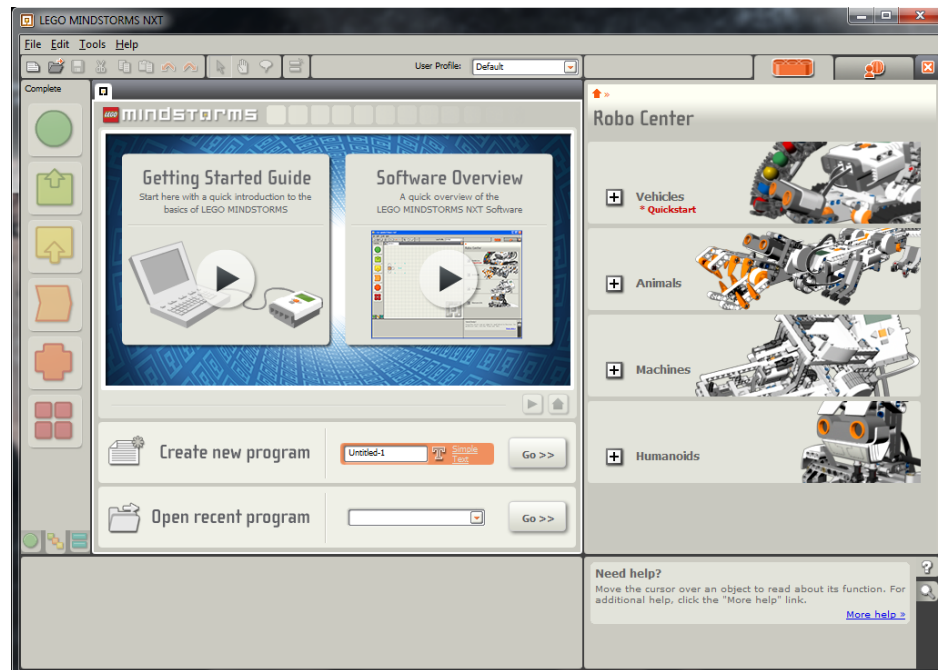 LEGO MINDSTORMS NXT
File Edit Tools Help
User Profile: Default
Complete
LEGO mindstorms
Getting Started Guide
Start here with a quick introduction to the
basics of LEGO MINDSTORMS
Software Overview
A quick overview of the
LEGO MINDSTORMS NXT Software
Create new program
Untitled-1
T Simple
Text
Go >>
Open recent program
Go >>
Robo Center
Vehicles
* Quickstart
Animals
Machines
Humanoids
Need help?
Move the cursor over an object to read about its function. For
additional help, click the "More help" link.
More help »
?